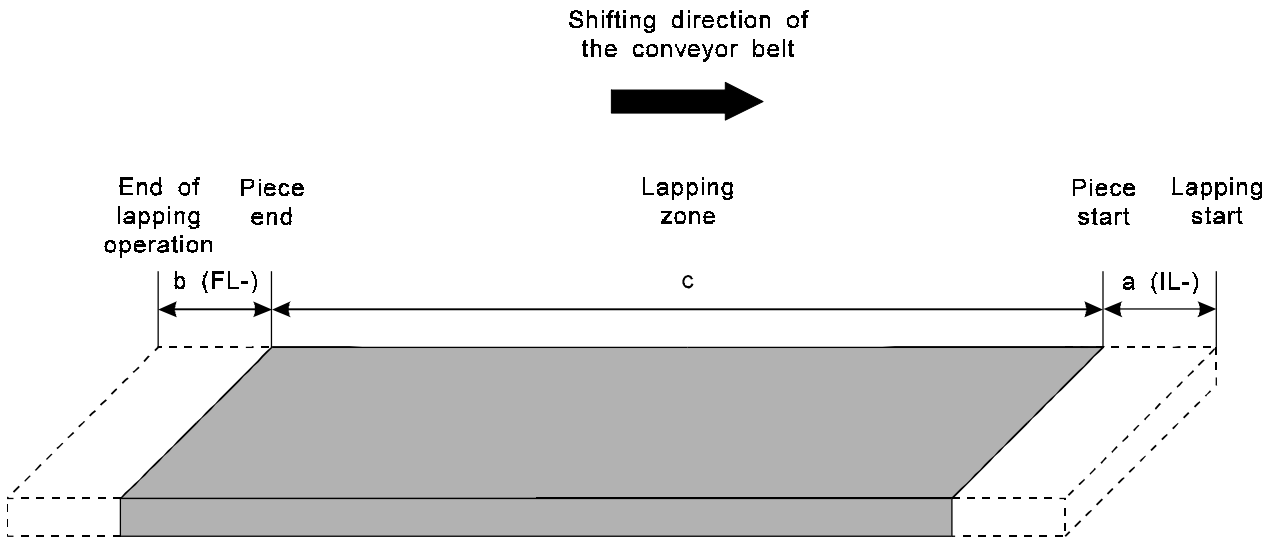 Shifting direction of
the conveyor belt
End of
lapping
operation
Piece
end
Lapping
zone
Piece
start
Lapping
start
b (FL-)
c
a (IL-)